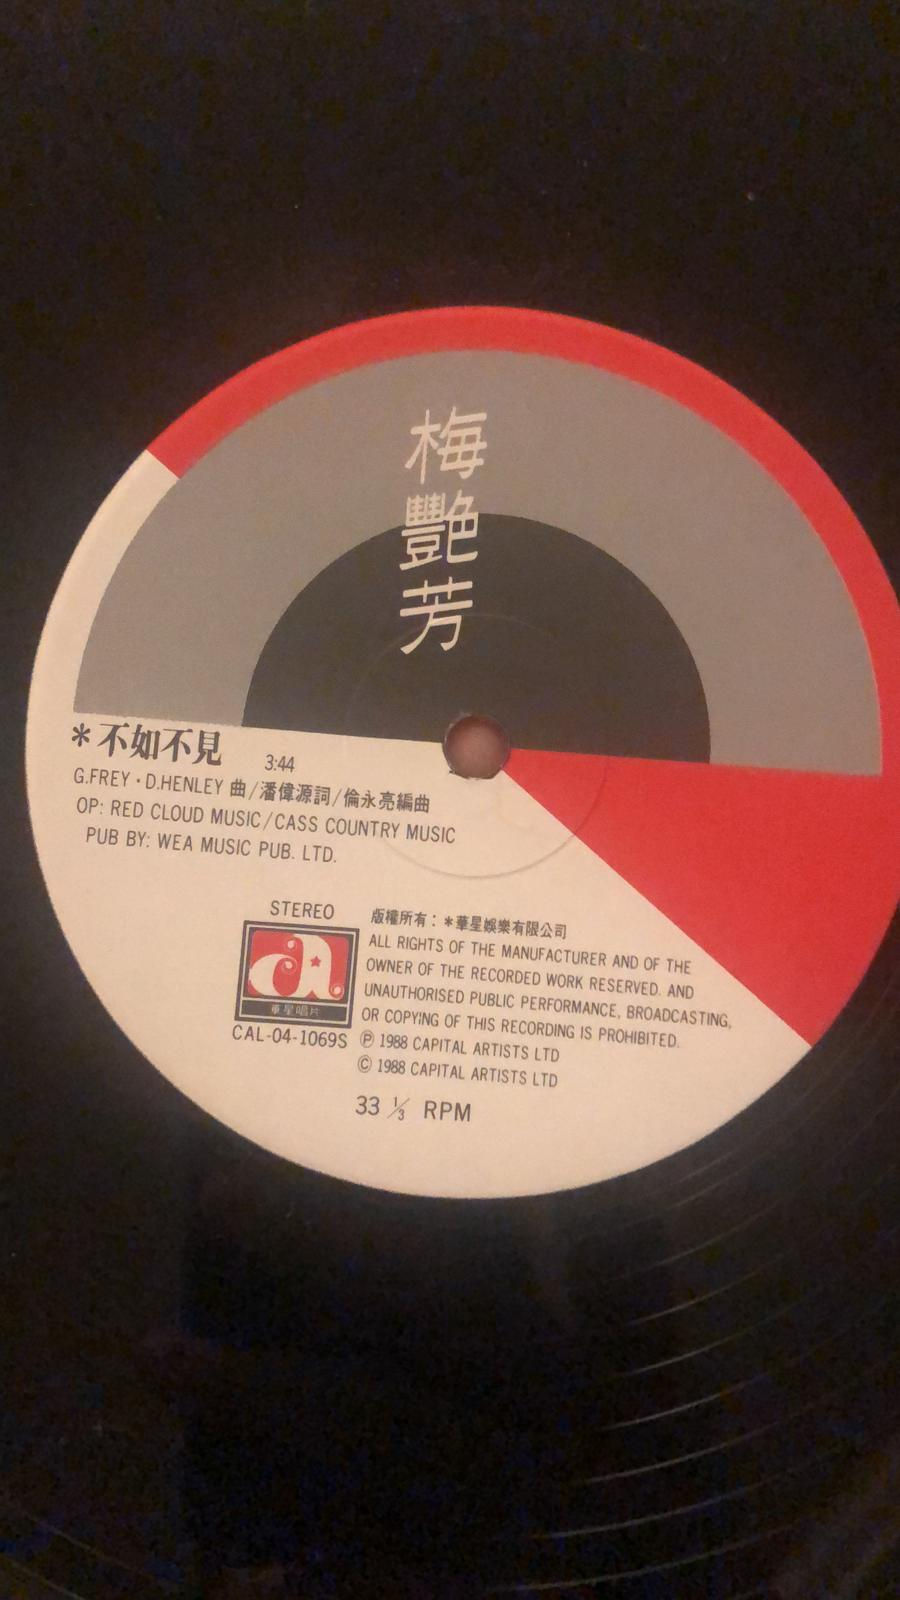 梅艷芳
*不如不見 3:44
G.FREY・D.HENLEY 曲/潘偉源詞/倫永亮編曲
OP: RED CLOUD MUSIC/CASS COUNTRY MUSIC
PUB BY: WEA MUSIC PUB. LTD.
STEREO
華星唱片
CAL-04-1069S
版權所有：*華星娛樂有限公司
ALL RIGHTS OF THE MANUFACTURER AND OF THE
OWNER OF THE RECORDED WORK RESERVED. AND
UNAUTHORISED PUBLIC PERFORMANCE, BROADCASTING,
OR COPYING OF THIS RECORDING IS PROHIBITED.
Ⓟ 1988 CAPITAL ARTISTS LTD
© 1988 CAPITAL ARTISTS LTD
33 1/3 RPM